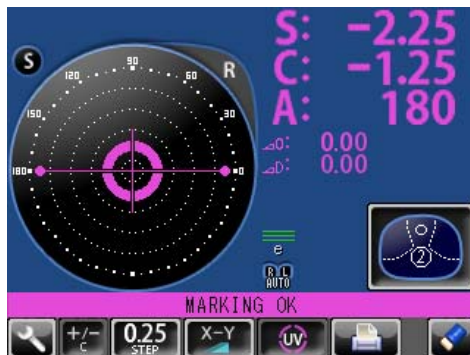 S: -2.25
C: -1.25
A: 180
S
R
120
90
60
150
30
180
0
⊿O: 0.00
⊿D: 0.00
e
R L
AUTO
2
MARKING OK
+/-
C
0.25
STEP
X-Y
UV